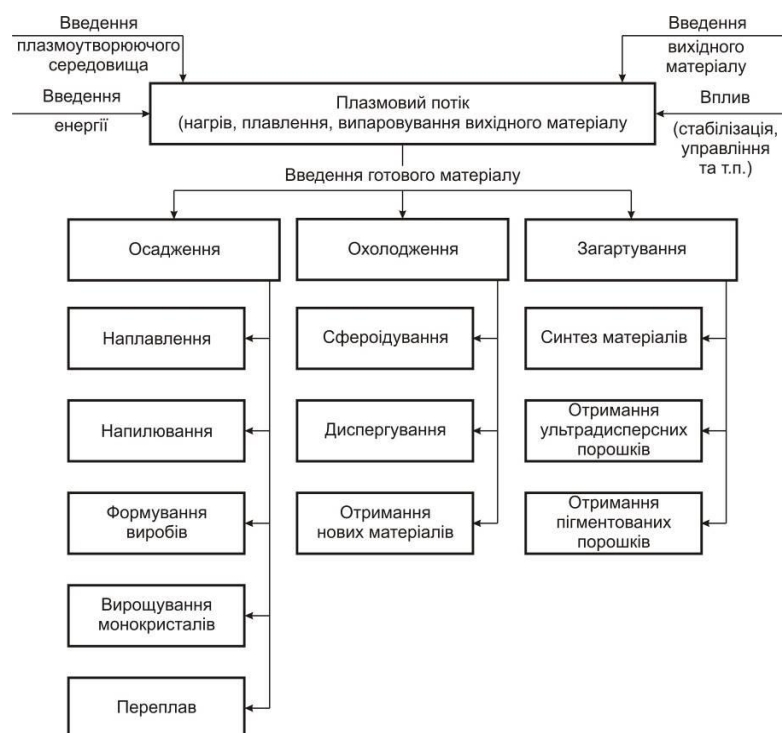 Введення
плазмоутворюючого
середовища
Введення
вихідного
матеріалу
Введення
енергії
Плазмовий потік
(нагрів, плавлення, випаровування вихідного матеріалу
Вплив
(стабілізація,
управління
та т.п.)
Введення готового матеріалу
Осадження
Охолодження
Загартування
Наплавлення
Сфероідування
Синтез матеріалів
Напилювання
Диспергування
Отримання
ультрадисперсних
порошків
Формування
виробів
Отримання
нових матеріалів
Отримання
пігментованих
порошків
Вирощування
монокристалів
Переплав